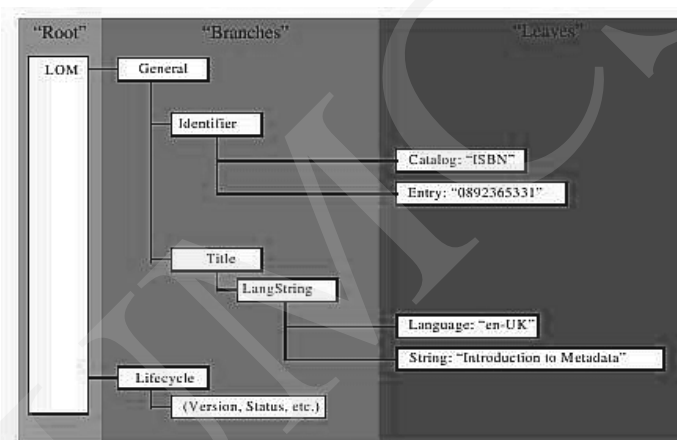 “Root” “Branches” “Leaves”
LOM General
Identifier
Catalog: “ISBN”
Entry: “0892365331”
Title
LangString
Language: “en-UK”
String: “Introduction to Metadata”
Lifecycle
(Version, Status, etc.)